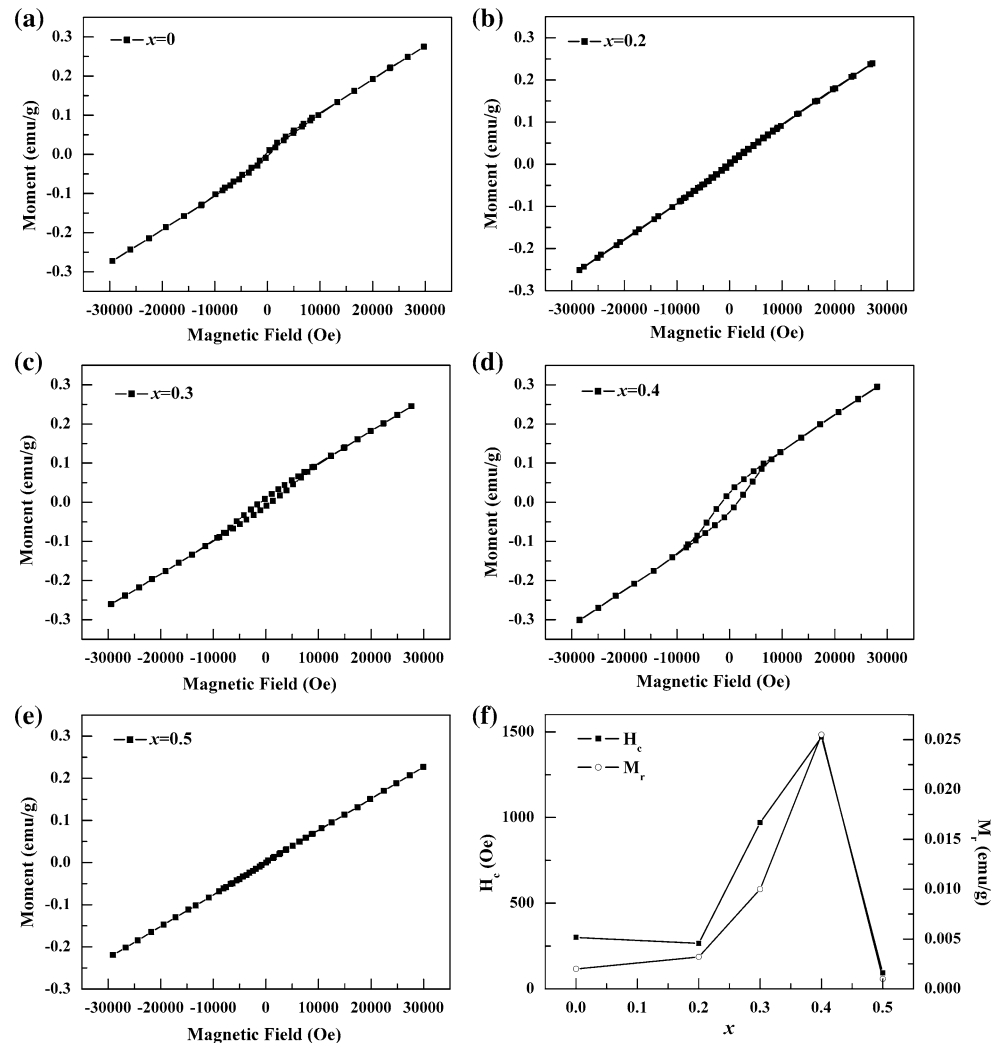 (a)
x=0
0.3
0.2
0.1
0.0
-0.1
-0.2
-0.3
Moment (emu/g)
-30000 -20000 -10000 0 10000 20000 30000
Magnetic Field (Oe)
(b)
x=0.2
0.3
0.2
0.1
0.0
-0.1
-0.2
-0.3
Moment (emu/g)
-30000 -20000 -10000 0 10000 20000 30000
Magnetic Field (Oe)
(c)
x=0.3
0.3
0.2
0.1
0.0
-0.1
-0.2
-0.3
Moment (emu/g)
-30000 -20000 -10000 0 10000 20000 30000
Magnetic Field (Oe)
(d)
x=0.4
0.3
0.2
0.1
0.0
-0.1
-0.2
-0.3
Moment (emu/g)
-30000 -20000 -10000 0 10000 20000 30000
Magnetic Field (Oe)
(e)
x=0.5
0.3
0.2
0.1
0.0
-0.1
-0.2
-0.3
Moment (emu/g)
-30000 -20000 -10000 0 10000 20000 30000
Magnetic Field (Oe)
(f)
H_c
M_r
1500
1000
500
0
H_c (Oe)
0.025
0.020
0.015
0.010
0.005
0.000
M_r (emu/g)
0.0 0.1 0.2 0.3 0.4 0.5
x